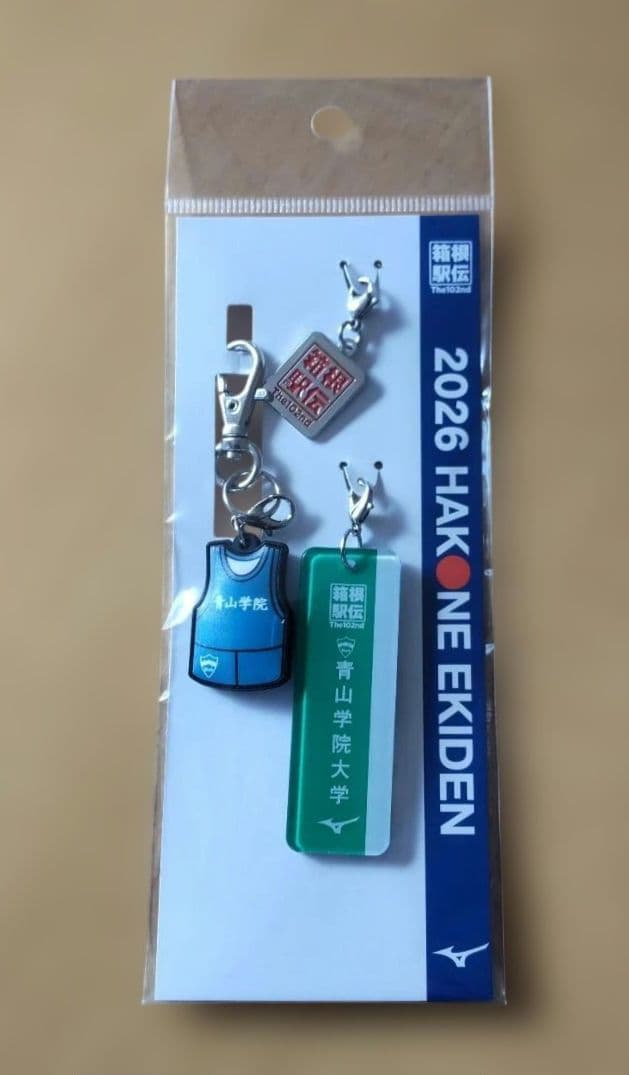 箱根
駅伝
The102nd
2026 HAKONE EKIDEN
箱根
駅伝
The102nd
青山学院
箱根
駅伝
The102nd
青山学院大学